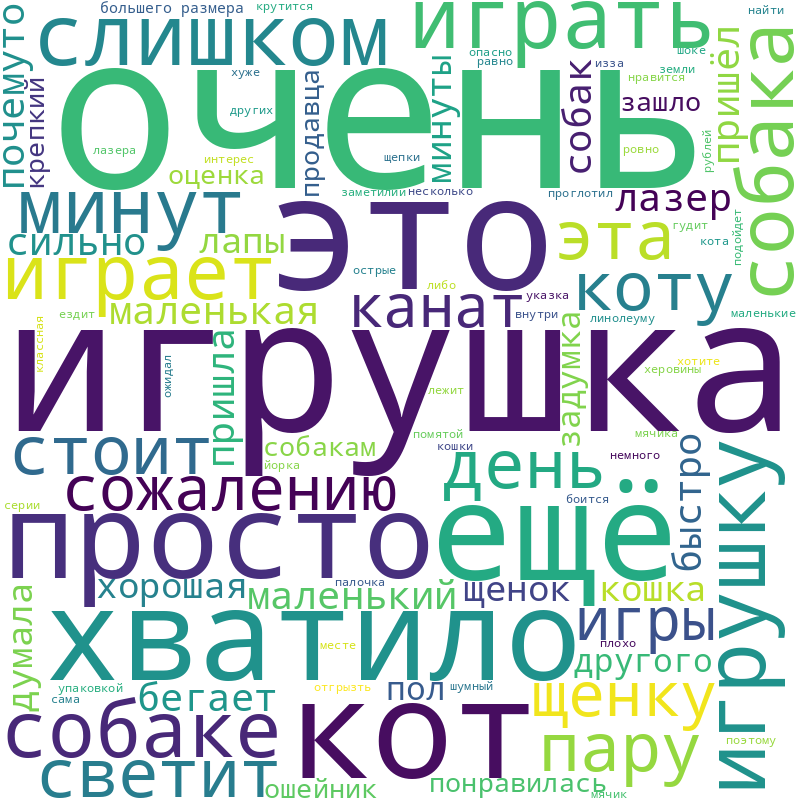 большего размера
крутится
играть
найти
почемуто
слишком
очень
опасно
равно
изза
шоке
земли
нравится
хуже
других
минуты
собак
зашло
пришёл
собака
крепкий
продавца
лазера
интерес
оценка
щепки
ровно
рублей
заметилии
несколько
проглотил
лазер
минут
это
эта
гудит
кота
подойдет
сильно
лапы
играет
острые
либо
указка
коту
маленькая
канат
внутри
линолеуму
маленькие
ездит
классная
игрушка
пришла
ожидал
задумка
хотите
херовины
лежит
помятой
мячика
кошки
стоит
собакам
йорка
день
немного
быстро
игрушку
сожалению
боится
серии
просто
ещё
хорошая
палочка
маленький
щенок
кошка
думала
хватило
игры
плохо
месте
другого
упаковкой
сама
бегает
отгрызть
пол
шумный
щенку
собаке
кот
пару
поэтому
светит
ошейник
понравилась
мячик